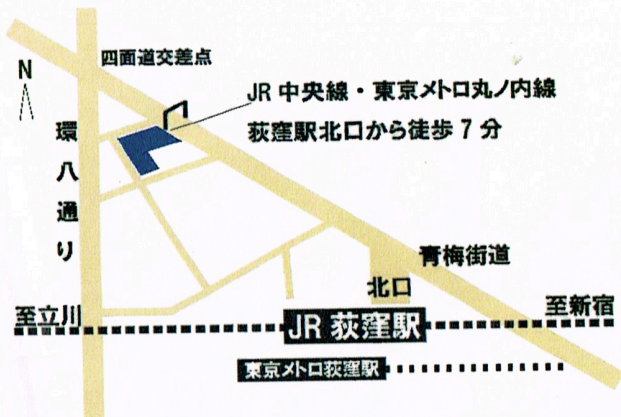 四面道交差点
N
JR 中央線・東京メトロ丸ノ内線
荻窪駅北口から徒歩 7 分
環八通り
青梅街道
北口
至立川
至新宿
JR 荻窪駅
東京メトロ荻窪駅